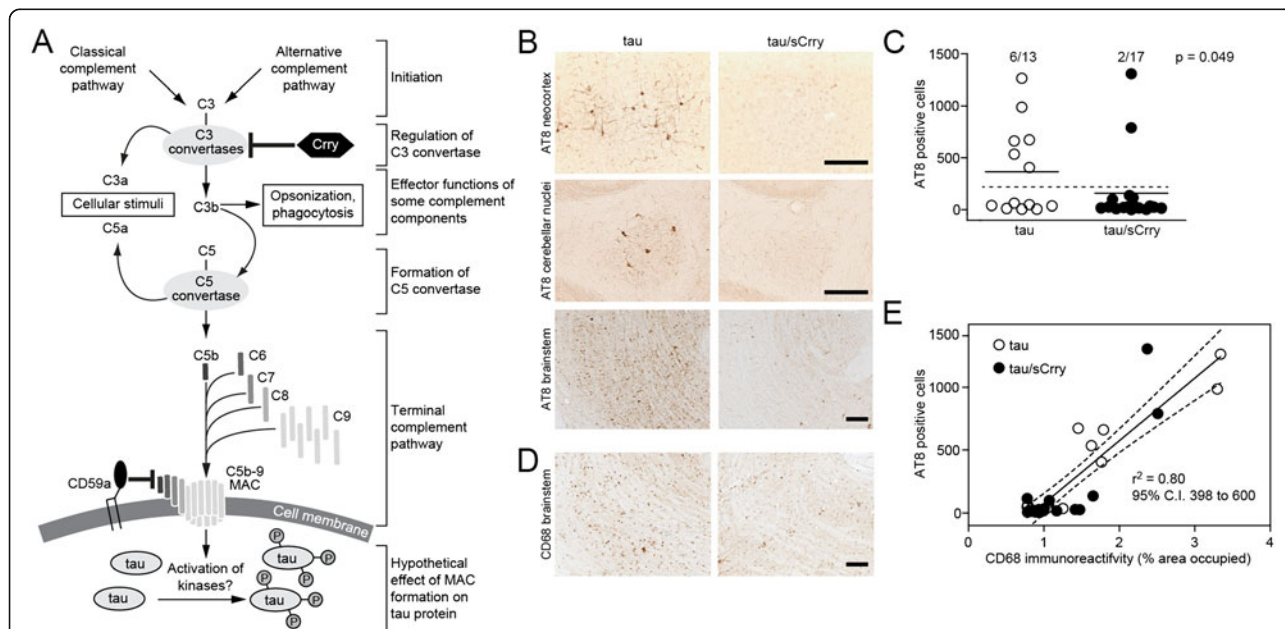 A
Classical
complement
pathway
Alternative
complement
pathway
Initiation
C3
C3
convertases
Crry
Regulation of
C3 convertase
C3a
Cellular stimuli
C5a
C3b
Opsonization,
phagocytosis
Effector functions of
some complement
components
C5
C5
convertase
Formation of
C5 convertase
C5b
C6
C7
C8
C9
Terminal
complement
pathway
CD59a
C5b-9
MAC
Cell membrane
tau
tau
Activation of
kinases?
tau
P
P
P
P
tau
P
P
P
P
Hypothetical
effect of MAC
formation on
tau protein
B
tau
tau/sCrry
AT8 neocortex
AT8 cerebellar nuclei
AT8 brainstem
D
CD68 brainstem
C
AT8 positive cells
1500
1000
500
0
6/13
2/17
p = 0.049
tau
tau/sCrry
E
AT8 positive cells
1500
1000
500
0
tau
tau/sCrry
r² = 0.80
95% C.I. 398 to 600
0
1
2
3
4
CD68 immunoreactifvity (% area occupied)